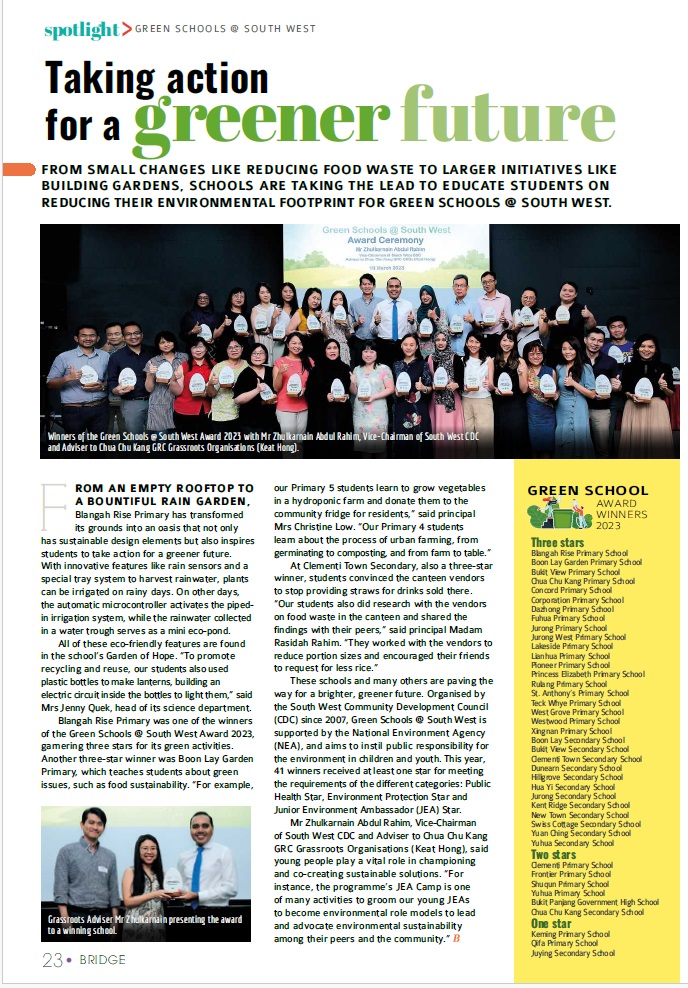 spotlight > GREEN SCHOOLS @ SOUTH WEST
Taking action
for a greener future
FROM SMALL CHANGES LIKE REDUCING FOOD WASTE TO LARGER INITIATIVES LIKE
BUILDING GARDENS, SCHOOLS ARE TAKING THE LEAD TO EDUCATE STUDENTS ON
REDUCING THEIR ENVIRONMENTAL FOOTPRINT FOR GREEN SCHOOLS @ SOUTH WEST.
Green Schools @ South West
Award Ceremony
Mr Zhulkarnain Abdul Rahim
Vice-Chairman of South West CDC
Adviser to Chua Chu Kang GRC GROs (Keat Hong)
Winners of the Green Schools @ South West Award 2023 with Mr Zhulkarnain Abdul Rahim, Vice-Chairman of South West CDC
and Adviser to Chua Chu Kang GRC Grassroots Organisations (Keat Hong).
FROM AN EMPTY ROOFTOP TO
A BOUNTIFUL RAIN GARDEN,
Blangah Rise Primary has transformed
its grounds into an oasis that not only
has sustainable design elements but also inspires
students to take action for a greener future.
With innovative features like rain sensors and a
special tray system to harvest rainwater, plants
can be irrigated on rainy days. On other days,
the automatic microcontroller activates the piped-
in irrigation system, while the rainwater collected
in a water trough serves as a mini eco-pond.
All of these eco-friendly features are found
in the school's Garden of Hope. "To promote
recycling and reuse, our students also used
plastic bottles to make lanterns, building an
electric circuit inside the bottles to light them," said
Mrs Jenny Quek, head of its science department.
Blangah Rise Primary was one of the winners
of the Green Schools @ South West Award 2023,
garnering three stars for its green activities.
Another three-star winner was Boon Lay Garden
Primary, which teaches students about green
issues, such as food sustainability. "For example,
Grassroots Adviser Mr Zhulkarnain presenting the award
to a winning school.
our Primary 5 students learn to grow vegetables
in a hydroponic farm and donate them to the
community fridge for residents," said principal
Mrs Christine Low. "Our Primary 4 students
learn about the process of urban farming, from
germinating to composting, and from farm to table."
At Clementi Town Secondary, also a three-star
winner, students convinced the canteen vendors
to stop providing straws for drinks sold there.
"Our students also did research with the vendors
on food waste in the canteen and shared the
findings with their peers," said principal Madam
Rasidah Rahim. "They worked with the vendors to
reduce portion sizes and encouraged their friends
to request for less rice."
These schools and many others are paving the
way for a brighter, greener future. Organised by
the South West Community Development Council
(CDC) since 2007, Green Schools @ South West is
supported by the National Environment Agency
(NEA), and aims to instil public responsibility for
the environment in children and youth. This year,
41 winners received at least one star for meeting
the requirements of the different categories: Public
Health Star, Environment Protection Star and
Junior Environment Ambassador (JEA) Star.
Mr Zhulkarnain Abdul Rahim, Vice-Chairman
of South West CDC and Adviser to Chua Chu Kang
GRC Grassroots Organisations (Keat Hong), said
young people play a vital role in championing
and co-creating sustainable solutions. "For
instance, the programme's JEA Camp is one
of many activities to groom our young JEAs
to become environmental role models to lead
and advocate environmental sustainability
among their peers and the community." B
GREEN SCHOOL
AWARD
WINNERS
2023
Three stars
Blangah Rise Primary School
Boon Lay Garden Primary School
Bukit View Primary School
Chua Chu Kang Primary School
Concord Primary School
Corporation Primary School
Dazhong Primary School
Fuhua Primary School
Jurong Primary School
Jurong West Primary School
Lakeside Primary School
Lianhua Primary School
Pioneer Primary School
Princess Elizabeth Primary School
Rulang Primary School
St. Anthony's Primary School
Teck Whye Primary School
West Grove Primary School
Westwood Primary School
Xingnan Primary School
Boon Lay Secondary School
Bukit View Secondary School
Clementi Town Secondary School
Dunearn Secondary School
Hillgrove Secondary School
Hua Yi Secondary School
Jurong Secondary School
Kent Ridge Secondary School
New Town Secondary School
Swiss Cottage Secondary School
Yuan Ching Secondary School
Yuhua Secondary School
Two stars
Clementi Primary School
Frontier Primary School
Shuqun Primary School
Yuhua Primary School
Bukit Panjang Government High School
Chua Chu Kang Secondary School
One star
Keming Primary School
Qifa Primary School
Juying Secondary School
23• BRIDGE